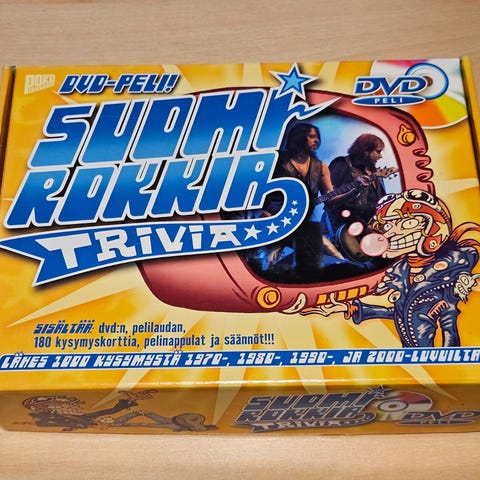 DVD-PELI!
DVD
PELI
SUOMI
ROKKIA
TRIVIA
SISÄLTÄÄ: dvd:n, pelilaudan,
180 kysymyskorttia, pelinappulat ja säännöt!!!
LÄHES 1000 KYSYMYSTÄ 1970-, 1980-, 1990-, JA 2000-LUVUILTA
SUOMI
ROKKIA
TRIVIA
DVD
PELI